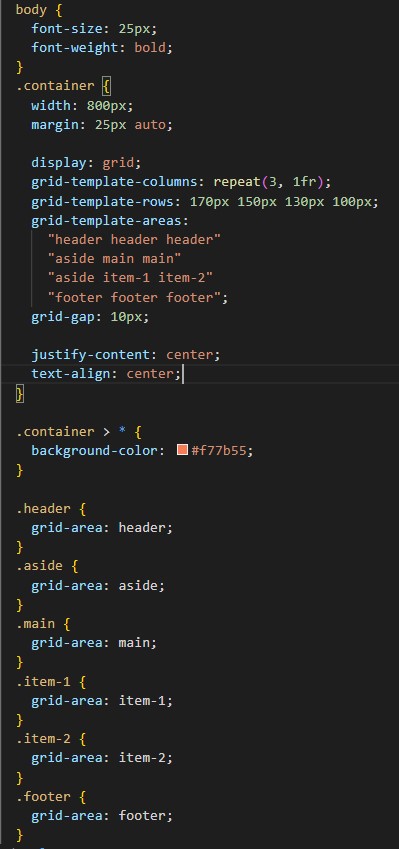 body {
  font-size: 25px;
  font-weight: bold;
}
.container {
  width: 800px;
  margin: 25px auto;

  display: grid;
  grid-template-columns: repeat(3, 1fr);
  grid-template-rows: 170px 150px 130px 100px;
  grid-template-areas:
    "header header header"
    "aside main main"
    "aside item-1 item-2"
    "footer footer footer";
  grid-gap: 10px;

  justify-content: center;
  text-align: center;
}

.container > * {
  background-color: #f77b55;
}

.header {
  grid-area: header;
}
.aside {
  grid-area: aside;
}
.main {
  grid-area: main;
}
.item-1 {
  grid-area: item-1;
}
.item-2 {
  grid-area: item-2;
}
.footer {
  grid-area: footer;
}